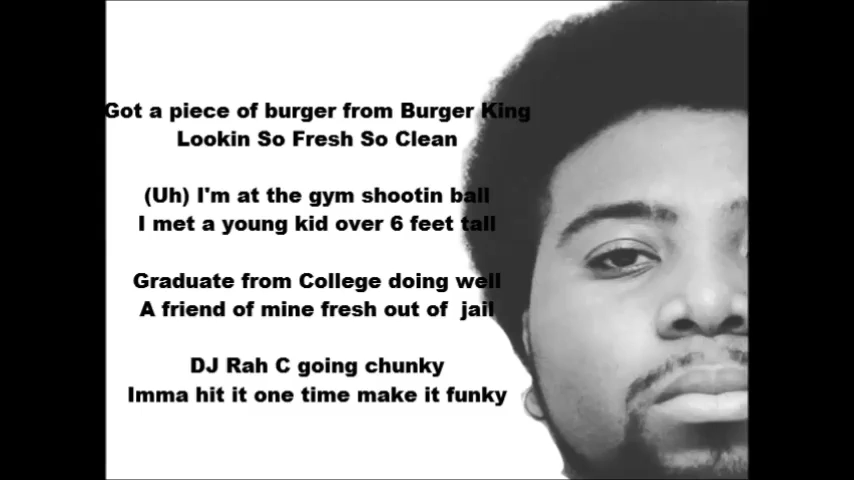 Got a piece of burger from Burger King
Lookin So Fresh So Clean
(Uh) I'm at the gym shootin ball
I met a young kid over 6 feet tall
Graduate from College doing well
A friend of mine fresh out of  jail
DJ Rah C going chunky
Imma hit it one time make it funky